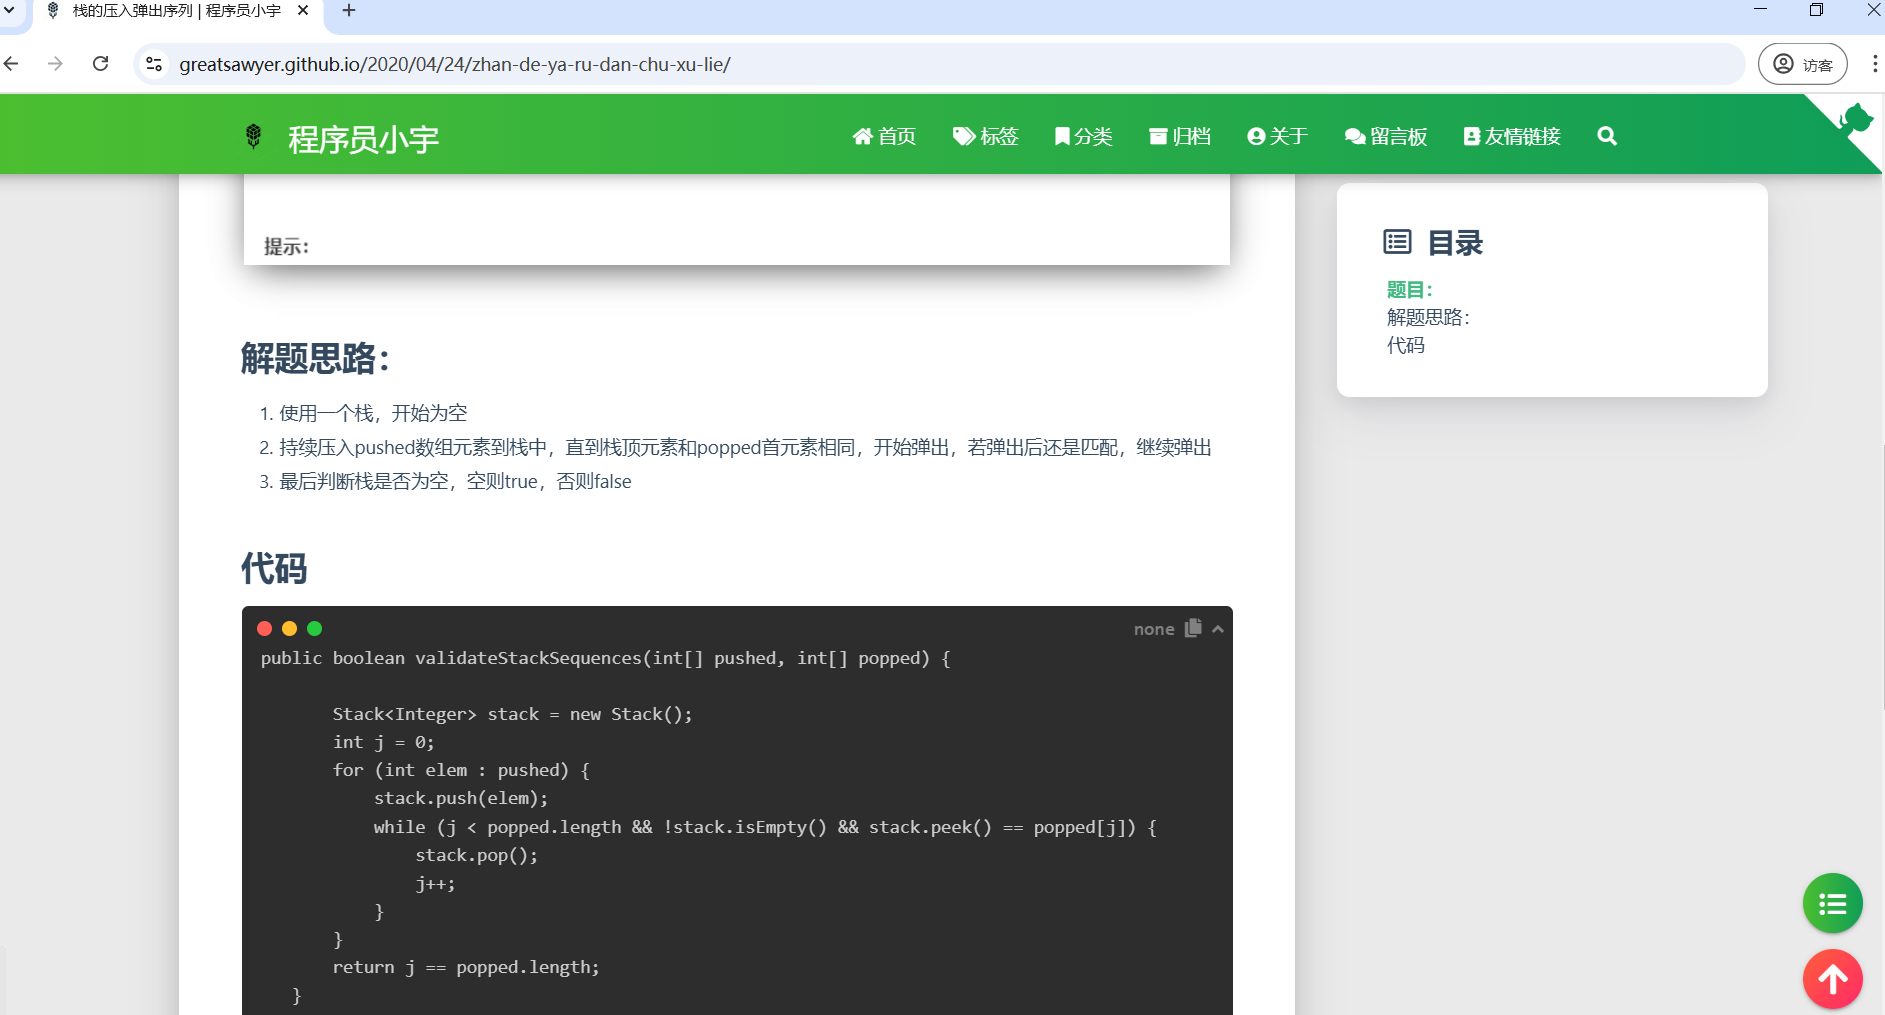 栈的压入弹出序列 | 程序员小宇
greatsawyer.github.io/2020/04/24/zhan-de-ya-ru-dan-chu-xu-lie/
访客
程序员小宇
首页 标签 分类 归档 关于 留言板 友情链接
提示：
目录
题目：
解题思路：
代码
解题思路：
1. 使用一个栈，开始为空
2. 持续压入pushed数组元素到栈中，直到栈顶元素和popped首元素相同，开始弹出，若弹出后还是匹配，继续弹出
3. 最后判断栈是否为空，空则true，否则false
代码
none
public boolean validateStackSequences(int[] pushed, int[] popped) {
Stack<Integer> stack = new Stack();
int j = 0;
for (int elem : pushed) {
stack.push(elem);
while (j < popped.length && !stack.isEmpty() && stack.peek() == popped[j]) {
stack.pop();
j++;
}
}
return j == popped.length;
}